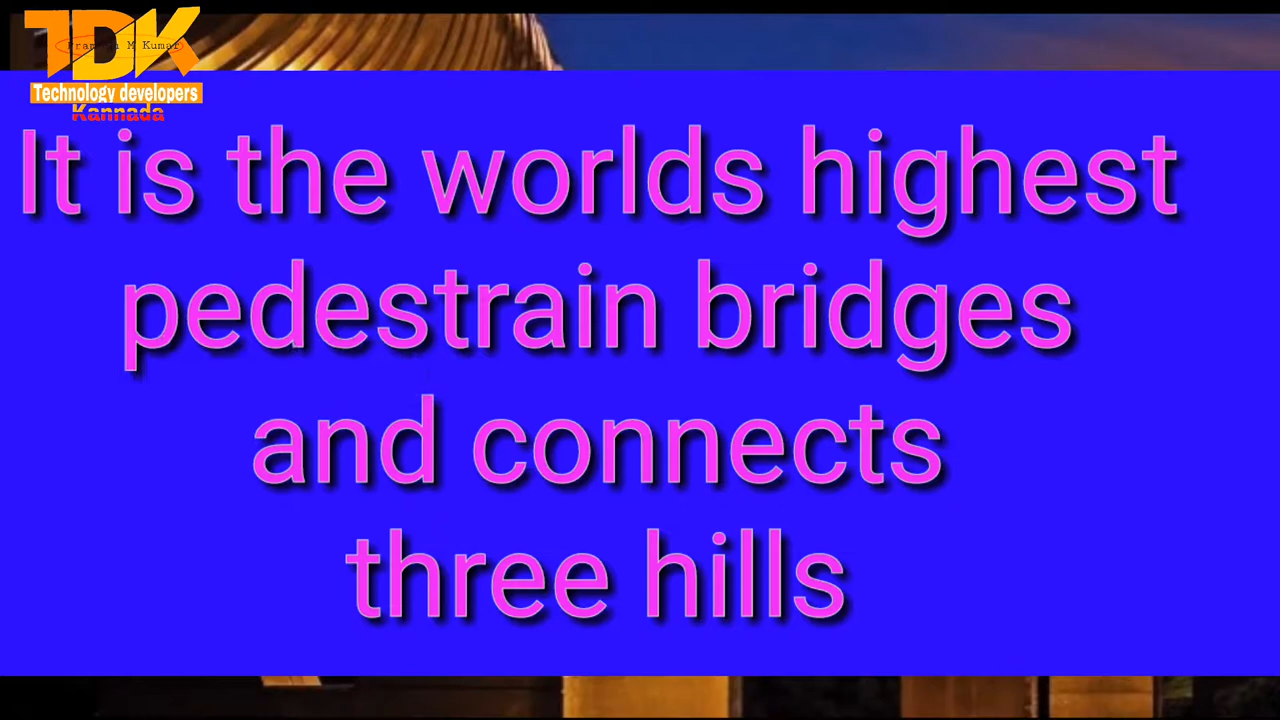 TDK
Technology developers
Kannada
It is the worlds highest
pedestrain bridges
and connects
three hills